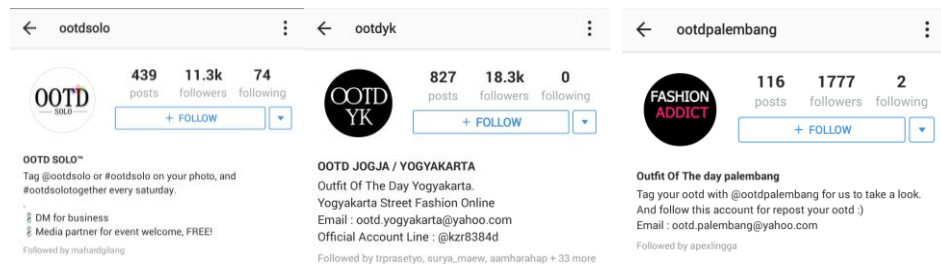 ← ootdsolo
OOTD
SOLO
439 11.3k 74
posts followers following
+ FOLLOW
OOTD SOLO™
Tag @ootdsolo or #ootdsolo on your photo, and
#ootdsolotogether every saturday.
.
DM for business
Media partner for event welcome, FREE!
Followed by mahardgilang
← ootdyk
OOTD
YK
827 18.3k 0
posts followers following
+ FOLLOW
OOTD JOGJA / YOGYAKARTA
Outfit Of The Day Yogyakarta.
Yogyakarta Street Fashion Online
Email : ootd.yogyakarta@yahoo.com
Official Account Line : @kzr8384d
Followed by trprasetyo, surya_maew, aamharahap + 33 more
← ootdpalembang
FASHION
ADDICT
116 1777 2
posts followers following
+ FOLLOW
Outfit Of The day palembang
Tag your ootd with @ootdpalembang for us to take a look.
And follow this account for repost your ootd :)
Email : ootd.palembang@yahoo.com
Followed by apexlingga